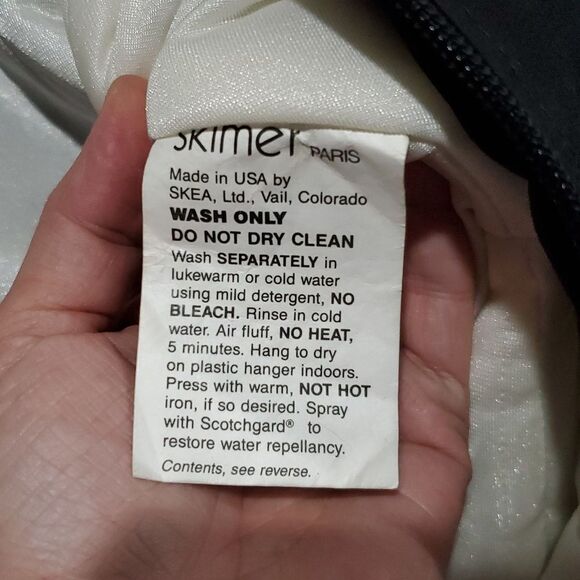 Skimer PARIS
Made in USA by
SKEA, Ltd., Vail, Colorado
WASH ONLY
DO NOT DRY CLEAN
Wash SEPARATELY in
lukewarm or cold water
using mild detergent, NO
BLEACH. Rinse in cold
water. Air fluff, NO HEAT,
5 minutes. Hang to dry
on plastic hanger indoors.
Press with warm, NOT HOT
iron, if so desired. Spray
with Scotchgard® to
restore water repellancy.
Contents, see reverse.